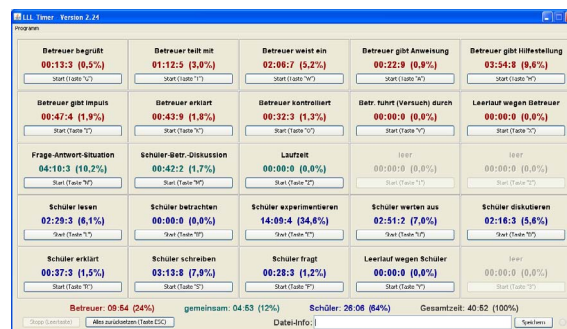 LLL Timer Version 2.24
Programm
Betreuer begrüßt Betreuer teilt mit Betreuer weist ein Betreuer gibt Anweisung Betreuer gibt Hilfestellung
00:13:3 (0,5%) 01:12:5 (3,0%) 02:06:7 (5,2%) 00:22:9 (0,9%) 03:54:8 (9,6%)
Start (Taste "G") Start (Taste "T") Start (Taste "W") Start (Taste "A") Start (Taste "H")
Betreuer gibt Impuls Betreuer erklärt Betreuer kontrolliert Betr. führt (Versuch) durch Leerlauf wegen Betreuer
00:47:4 (1,9%) 00:43:9 (1,8%) 00:32:3 (1,3%) 00:00:0 (0,0%) 00:00:0 (0,0%)
Start (Taste "I") Start (Taste "K") Start (Taste "O") Start (Taste "V") Start (Taste "X")
Frage-Antwort-Situation Schüler-Betr.-Diskussion Laufzeit leer leer
04:10:3 (10,2%) 00:42:2 (1,7%) 00:00:0 (0,0%) 00:00:0 (0,0%) 00:00:0 (0,0%)
Start (Taste "N") Start (Taste "M") Start (Taste "Z")
Schüler lesen Schüler betrachten Schüler experimentieren Schüler werten aus Schüler diskutieren
02:29:3 (6,1%) 00:00:0 (0,0%) 14:09:4 (34,6%) 02:51:2 (7,0%) 02:16:3 (5,6%)
Start (Taste "L") Start (Taste "B") Start (Taste "E") Start (Taste "U") Start (Taste "D")
Schüler erklärt Schüler schreiben Schüler fragt Leerlauf wegen Schüler leer
00:37:3 (1,5%) 03:13:8 (7,9%) 00:28:3 (1,2%) 00:00:0 (0,0%) 00:00:0 (0,0%)
Start (Taste "R") Start (Taste "S") Start (Taste "F") Start (Taste "Y")
Betreuer: 09:54 (24%) gemeinsam: 04:53 (12%) Schüler: 26:06 (64%) Gesamtzeit: 40:52 (100%)
Stopp (Leertaste) Alles zurücksetzen (Taste ESC) Datei-Info: Speichern